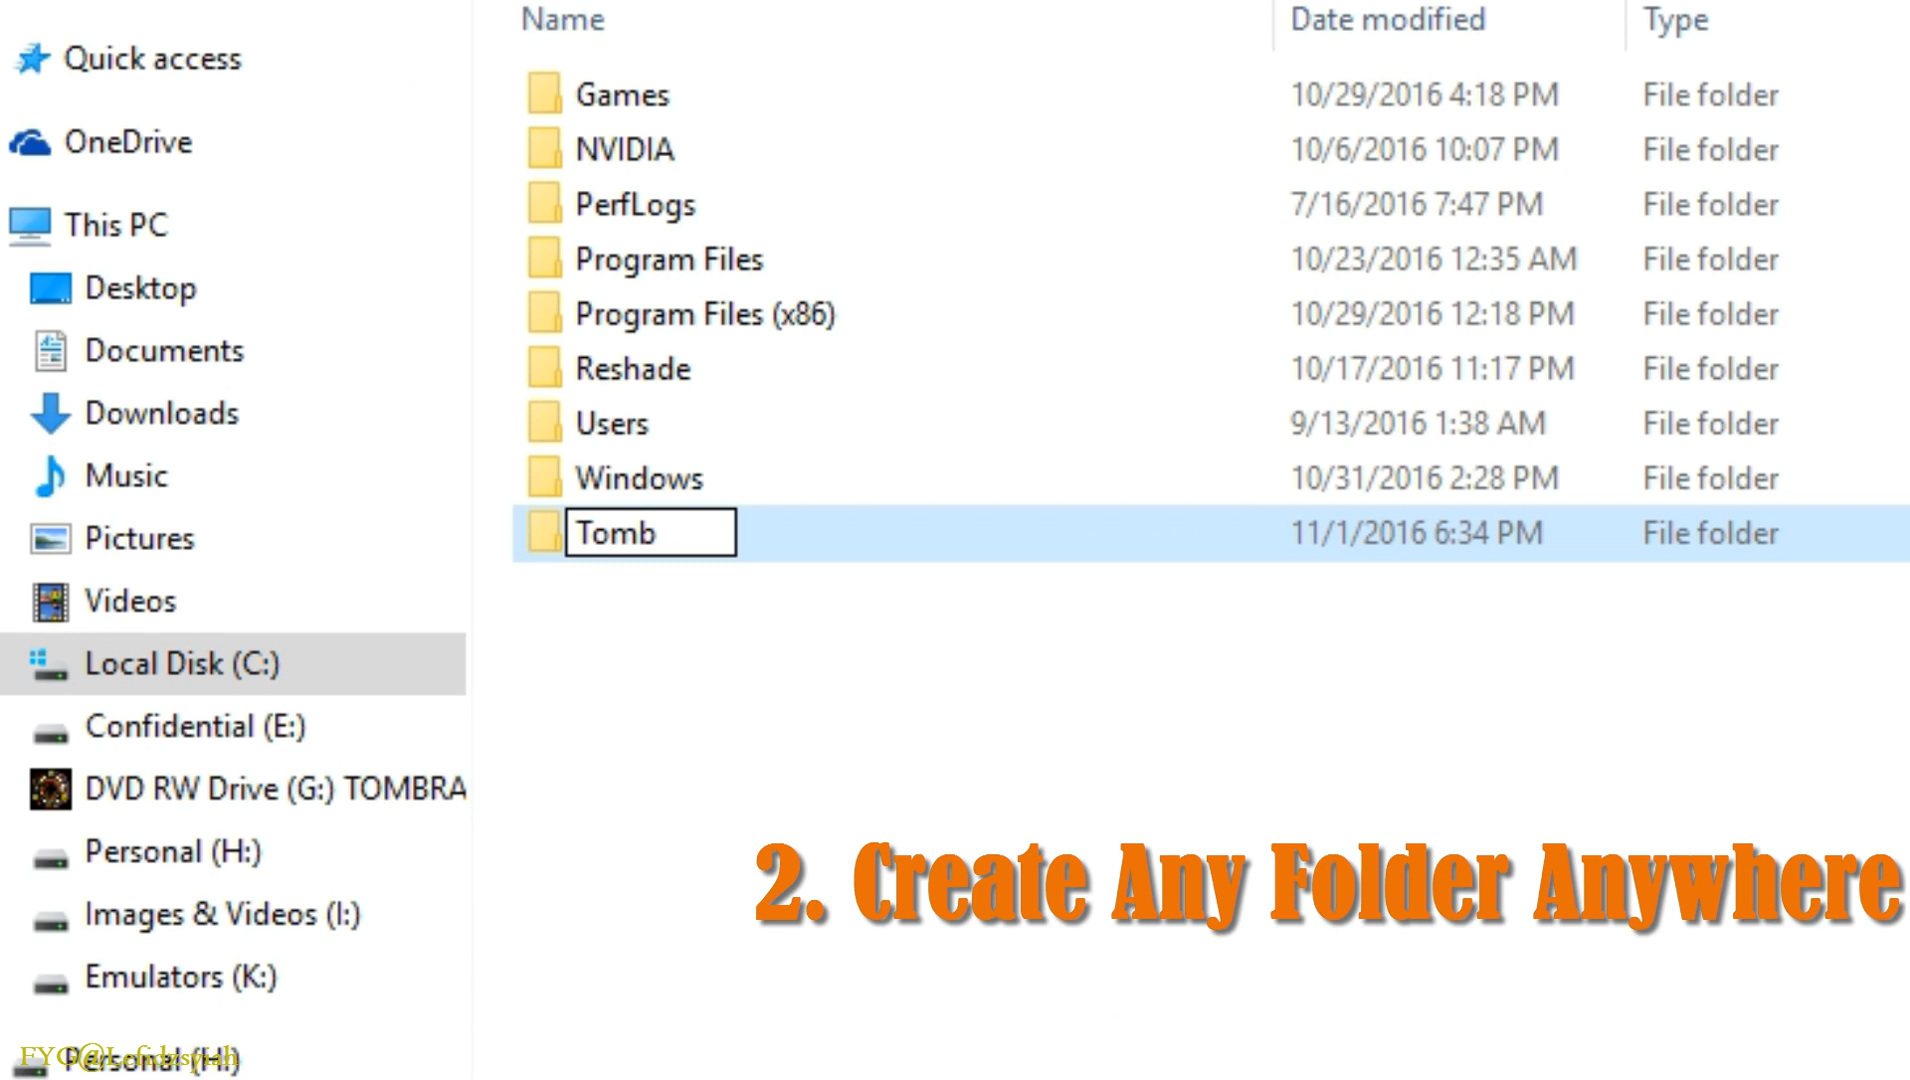 Name Date modified Type
Quick access
OneDrive
This PC
Desktop
Documents
Downloads
Music
Pictures
Videos
Local Disk (C:)
Confidential (E:)
DVD RW Drive (G:) TOMBRA
Personal (H:)
Images & Videos (I:)
Emulators (K:)
Personal (H:)
Games 10/29/2016 4:18 PM File folder
NVIDIA 10/6/2016 10:07 PM File folder
PerfLogs 7/16/2016 7:47 PM File folder
Program Files 10/23/2016 12:35 AM File folder
Program Files (x86) 10/29/2016 12:18 PM File folder
Reshade 10/17/2016 11:17 PM File folder
Users 9/13/2016 1:38 AM File folder
Windows 10/31/2016 2:28 PM File folder
Tomb 11/1/2016 6:34 PM File folder
2. Create Any Folder Anywhere